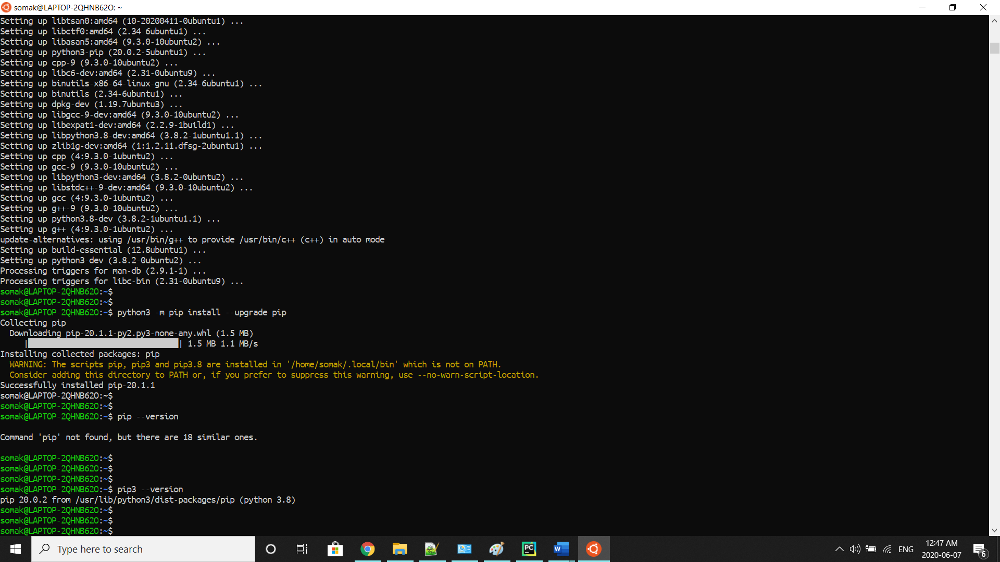 somak@LAPTOP-2QHNB62O: ~
Setting up libtsan0:amd64 (10-20200411-0ubuntu1) ...
Setting up libctf0:amd64 (2.34-6ubuntu1) ...
Setting up libasan5:amd64 (9.3.0-10ubuntu2) ...
Setting up python3-pip (20.0.2-5ubuntu1) ...
Setting up cpp-9 (9.3.0-10ubuntu2) ...
Setting up libc6-dev:amd64 (2.31-0ubuntu9) ...
Setting up binutils-x86-64-linux-gnu (2.34-6ubuntu1) ...
Setting up binutils (2.34-6ubuntu1) ...
Setting up dpkg-dev (1.19.7ubuntu3) ...
Setting up libgcc-9-dev:amd64 (9.3.0-10ubuntu2) ...
Setting up libexpat1-dev:amd64 (2.2.9-1build1) ...
Setting up libpython3.8-dev:amd64 (3.8.2-1ubuntu1.1) ...
Setting up zlib1g-dev:amd64 (1:1.2.11.dfsg-2ubuntu1) ...
Setting up cpp (4:9.3.0-1ubuntu2) ...
Setting up gcc-9 (9.3.0-10ubuntu2) ...
Setting up libpython3-dev:amd64 (3.8.2-0ubuntu2) ...
Setting up libstdc++-9-dev:amd64 (9.3.0-10ubuntu2) ...
Setting up gcc (4:9.3.0-1ubuntu2) ...
Setting up g++-9 (9.3.0-10ubuntu2) ...
Setting up python3.8-dev (3.8.2-1ubuntu1.1) ...
Setting up g++ (4:9.3.0-1ubuntu2) ...
update-alternatives: using /usr/bin/g++ to provide /usr/bin/c++ (c++) in auto mode
Setting up build-essential (12.8ubuntu1) ...
Setting up python3-dev (3.8.2-0ubuntu2) ...
Processing triggers for man-db (2.9.1-1) ...
Processing triggers for libc-bin (2.31-0ubuntu9) ...
somak@LAPTOP-2QHNB62O:~$
somak@LAPTOP-2QHNB62O:~$
somak@LAPTOP-2QHNB62O:~$ python3 -m pip install --upgrade pip
Collecting pip
Downloading pip-20.1.1-py2.py3-none-any.whl (1.5 MB)
| | 1.5 MB 1.1 MB/s
Installing collected packages: pip
WARNING: The scripts pip, pip3 and pip3.8 are installed in '/home/somak/.local/bin' which is not on PATH.
Consider adding this directory to PATH or, if you prefer to suppress this warning, use --no-warn-script-location.
Successfully installed pip-20.1.1
somak@LAPTOP-2QHNB62O:~$
somak@LAPTOP-2QHNB62O:~$
somak@LAPTOP-2QHNB62O:~$ pip --version
Command 'pip' not found, but there are 18 similar ones.
somak@LAPTOP-2QHNB62O:~$
somak@LAPTOP-2QHNB62O:~$
somak@LAPTOP-2QHNB62O:~$
somak@LAPTOP-2QHNB62O:~$ pip3 --version
pip 20.0.2 from /usr/lib/python3/dist-packages/pip (python 3.8)
somak@LAPTOP-2QHNB62O:~$
somak@LAPTOP-2QHNB62O:~$
somak@LAPTOP-2QHNB62O:~$
Type here to search
PC
W
ENG
12:47 AM
2020-06-07
6